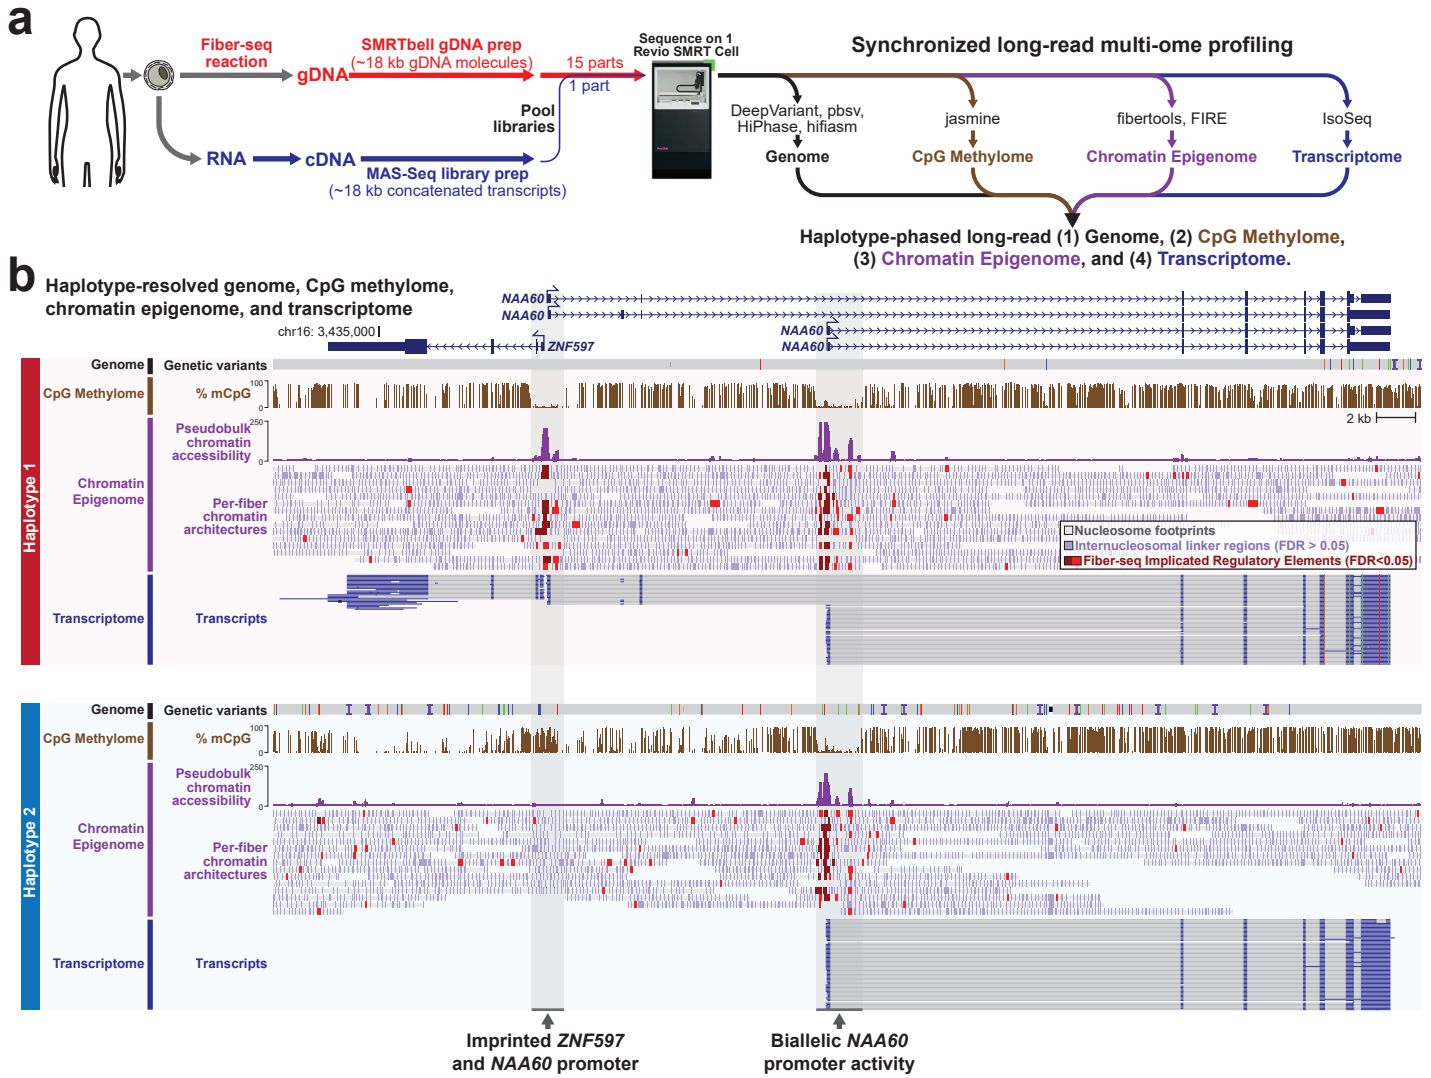 a
Fiber-seq
reaction
gDNA
SMRTbell gDNA prep
(~18 kb gDNA molecules)
15 parts
1 part
Pool
libraries
RNA
cDNA
MAS-Seq library prep
(~18 kb concatenated transcripts)
Sequence on 1
Revio SMRT Cell
Synchronized long-read multi-ome profiling
DeepVariant, pbsv,
HiPhase, hifiasm
jasmine
fibertools, FIRE
IsoSeq
Genome
CpG Methylome
Chromatin Epigenome
Transcriptome
Haplotype-phased long-read (1) Genome, (2) CpG Methylome,
(3) Chromatin Epigenome, and (4) Transcriptome.
b
Haplotype-resolved genome, CpG methylome,
chromatin epigenome, and transcriptome
chr16: 3,435,000
NAA60
NAA60
NAA60
NAA60
ZNF597
Haplotype 1
Genome
Genetic variants
CpG Methylome
% mCpG
100
0
2 kb
Chromatin
Epigenome
Pseudobulk
chromatin
accessibility
250
0
Per-fiber
chromatin
architectures
Nucleosome footprints
Internucleosomal linker regions (FDR > 0.05)
Fiber-seq Implicated Regulatory Elements (FDR<0.05)
Transcriptome
Transcripts
Haplotype 2
Genome
Genetic variants
CpG Methylome
% mCpG
100
0
Chromatin
Epigenome
Pseudobulk
chromatin
accessibility
250
0
Per-fiber
chromatin
architectures
Transcriptome
Transcripts
Imprinted ZNF597
and NAA60 promoter
Biallelic NAA60
promoter activity